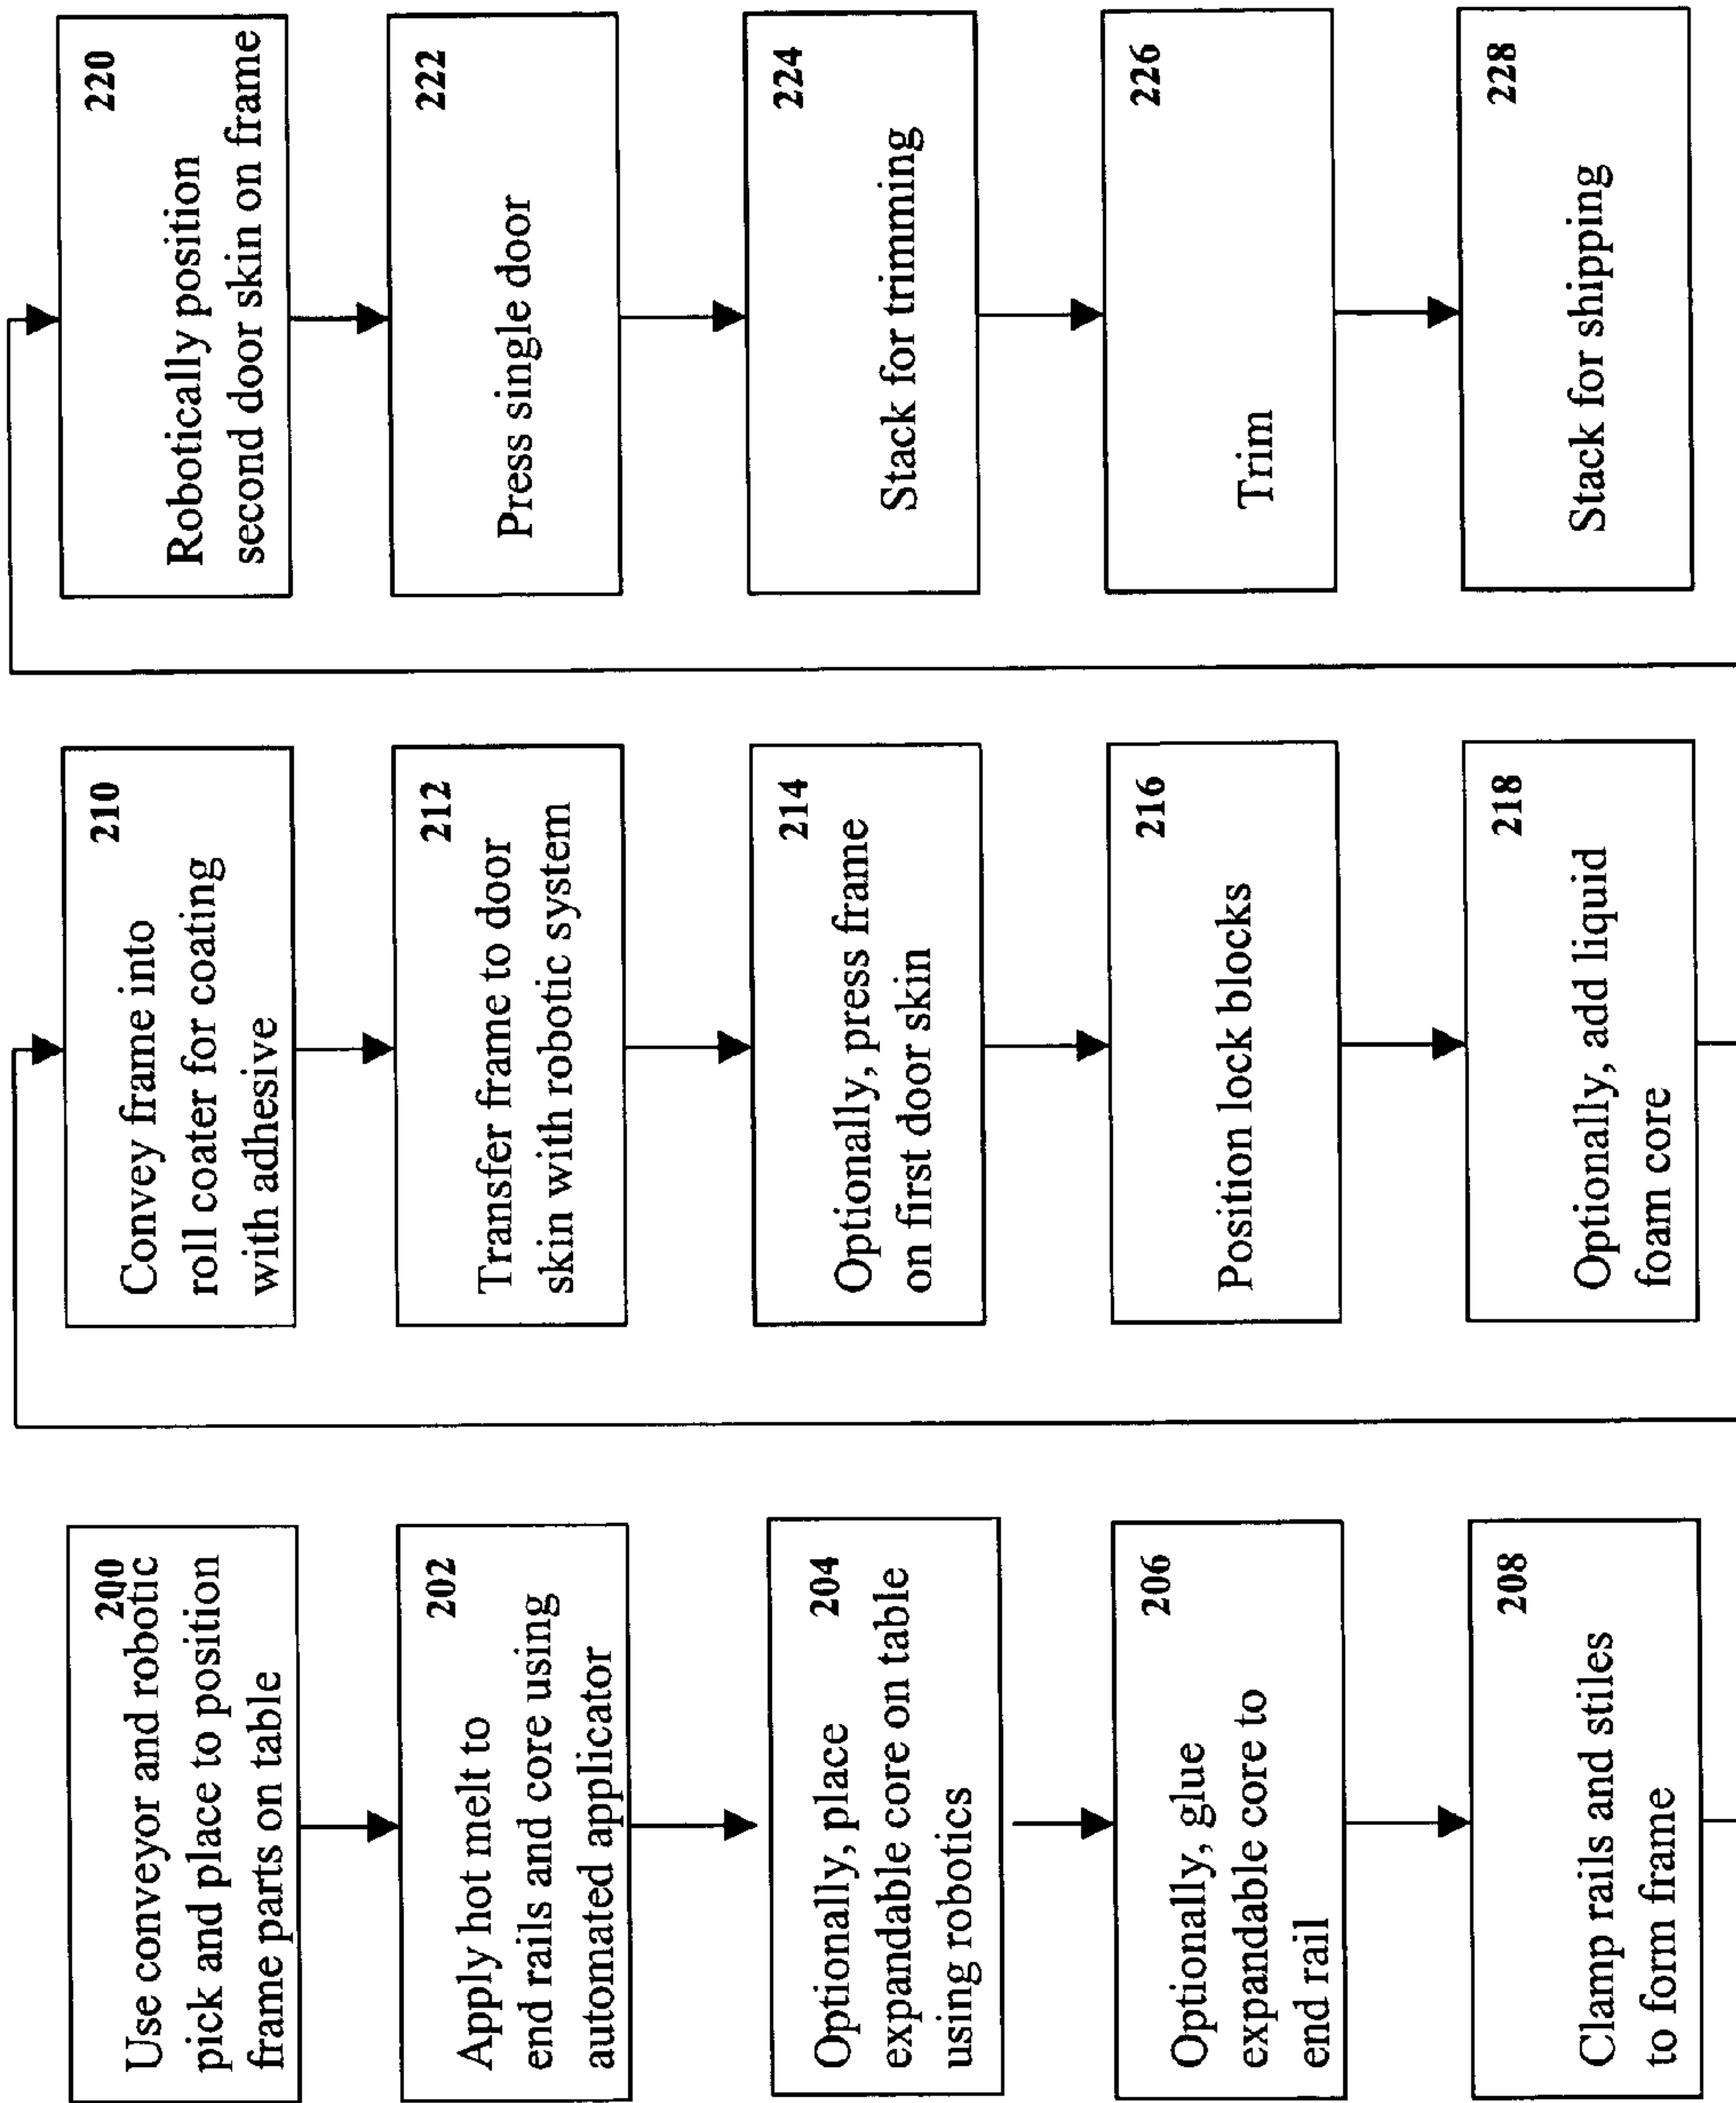 200
Use conveyor and robotic
pick and place to position
frame parts on table
202
Apply hot melt to
end rails and core using
automated applicator
204
Optionally, place
expandable core on table
using robotics
206
Optionally, glue
expandable core to
end rail
208
Clamp rails and stiles
to form frame
210
Convey frame into
roll coater for coating
with adhesive
212
Transfer frame to door
skin with robotic system
214
Optionally, press frame
on first door skin
216
Position lock blocks
218
Optionally, add liquid
foam core
220
Robotically position
second door skin on frame
222
Press single door
224
Stack for trimming
226
Trim
228
Stack for shipping